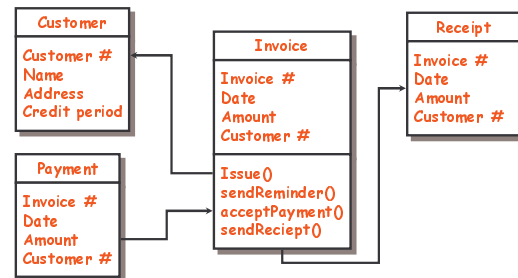 Customer
Customer #
Name
Address
Credit period
Payment
Invoice #
Date
Amount
Customer #
Invoice
Invoice #
Date
Amount
Customer #
Issue()
sendReminder()
acceptPayment()
sendReciept()
Receipt
Invoice #
Date
Amount
Customer #